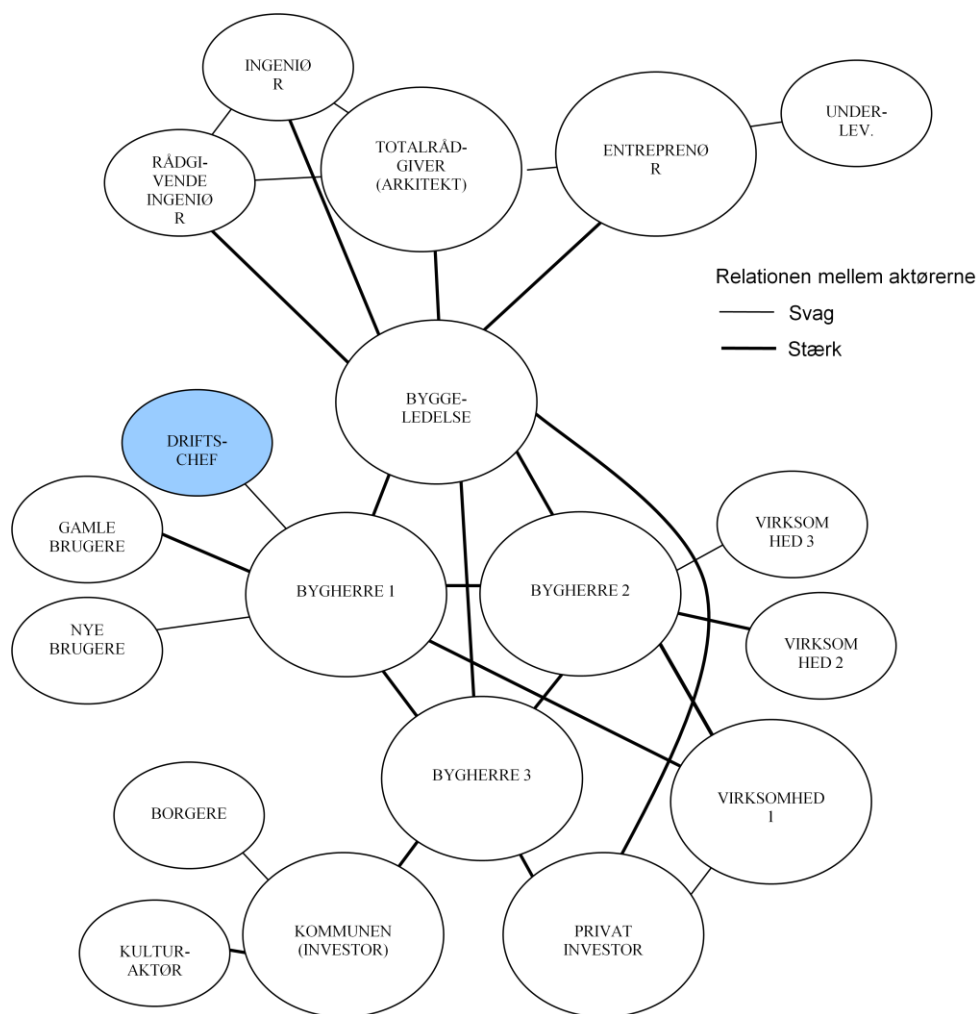 INGENIØ
R
TOTALRÅD-
GIVER
(ARKITEKT)
ENTREPRENØ
R
UNDER-
LEV.
RÅDGI-
VENDE
INGENIØ
R
Relationen mellem aktørerne
Svag
Stærk
BYGGE-
LEDELSE
DRIFTS-
CHEF
GAMLE
BRUGERE
NYE
BRUGERE
BYGHERRE 1
BYGHERRE 2
VIRKSOM
HED 3
VIRKSOM
HED 2
BYGHERRE 3
VIRKSOMHED
1
BORGERE
KULTUR-
AKTØR
KOMMUNEN
(INVESTOR)
PRIVAT
INVESTOR